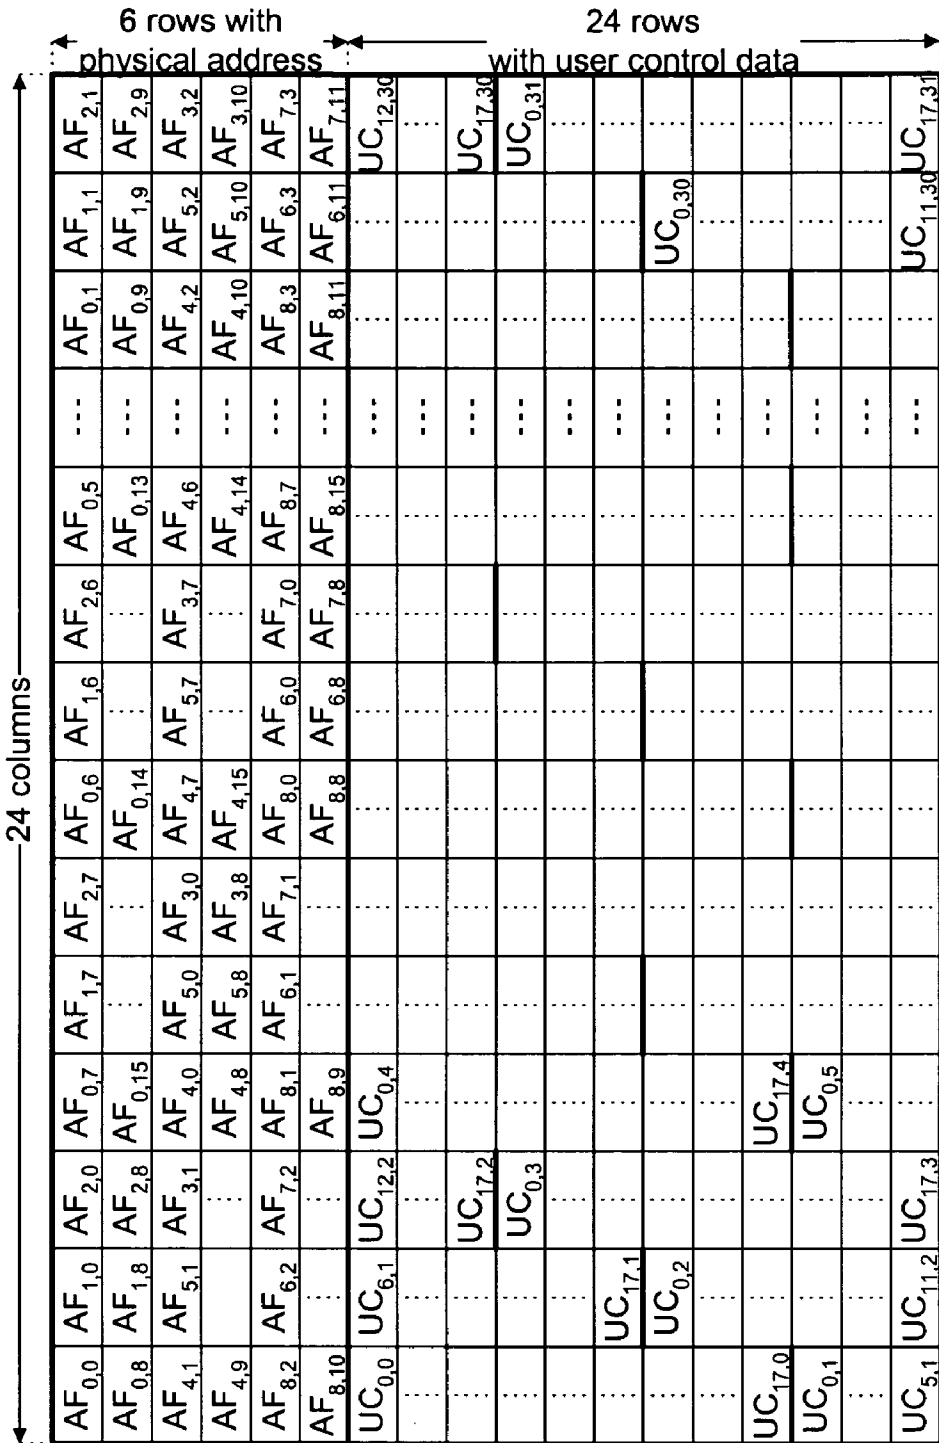 6 rows with
physical address
24 rows
with user control data
24 columns
AF0,0 AF1,0 AF2,0 AF0,7 AF1,7 AF2,7 AF0,6 AF1,6 AF2,6 AF0,5 --- AF0,1 AF1,1 AF2,1
AF0,8 AF1,8 AF2,8 AF0,15 ..... ..... AF0,14 ..... ..... AF0,13 --- AF0,9 AF1,9 AF2,9
AF4,1 AF5,1 AF3,1 AF4,0 AF5,0 AF3,0 AF4,7 AF5,7 AF3,7 AF4,6 --- AF4,2 AF5,2 AF3,2
AF4,9 ..... AF4,8 AF5,8 AF3,8 AF4,15 ..... ..... AF4,14 --- AF4,10 AF5,10 AF3,10
AF8,2 AF6,2 AF7,2 AF8,1 AF6,1 AF7,1 AF8,0 AF6,0 AF7,0 AF8,7 --- AF8,3 AF6,3 AF7,3
AF8,10 ..... ..... AF8,9 ..... ..... AF8,8 AF6,8 AF7,8 AF8,15 --- AF8,11 AF6,11 AF7,11
UC0,0 UC6,1 UC12,2 UC0,4 ..... ..... ..... ..... ..... ..... --- ..... ..... UC12,30
..... ..... ..... ..... ..... ..... ..... ..... ..... ..... --- ..... ..... .....
..... ..... UC17,2 ..... ..... ..... ..... ..... ..... ..... --- ..... ..... UC17,30
..... ..... UC0,3 ..... ..... ..... ..... ..... ..... ..... --- ..... ..... UC0,31
..... ..... ..... ..... ..... ..... ..... ..... ..... ..... --- ..... ..... .....
..... UC17,1 ..... ..... ..... ..... ..... ..... ..... ..... --- ..... ..... .....
..... UC0,2 ..... ..... ..... ..... ..... ..... ..... ..... --- ..... UC0,30 .....
..... ..... ..... ..... ..... ..... ..... ..... ..... ..... --- ..... ..... .....
UC17,0 ..... ..... UC17,4 ..... ..... ..... ..... ..... ..... --- ..... ..... .....
UC0,1 ..... ..... UC0,5 ..... ..... ..... ..... ..... ..... --- ..... ..... .....
..... ..... ..... ..... ..... ..... ..... ..... ..... ..... --- ..... ..... .....
UC5,1 UC11,2 UC17,3 ..... ..... ..... ..... ..... ..... ..... --- ..... UC11,30 UC17,31